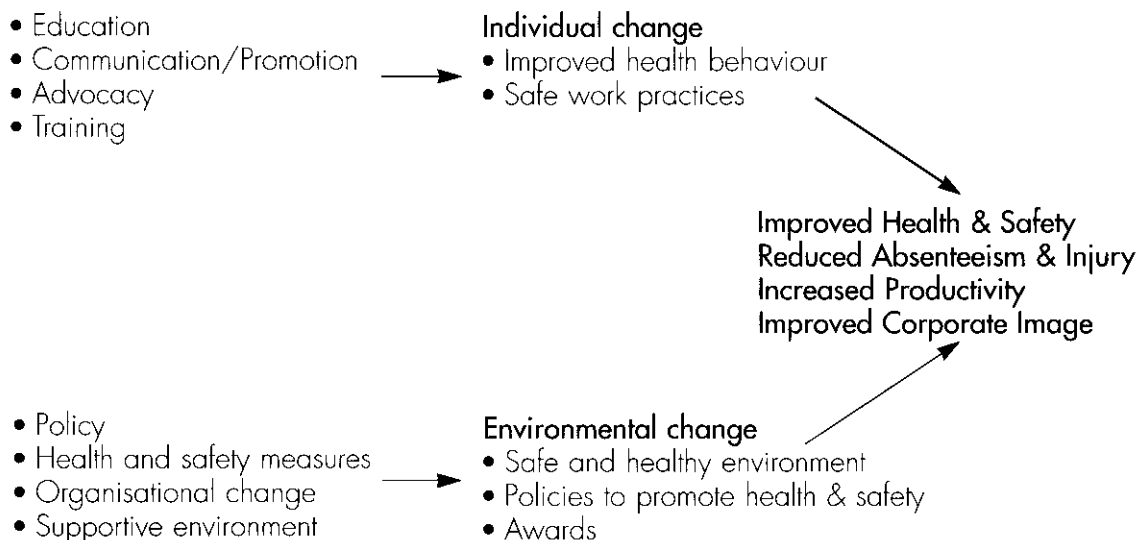 • Education
• Communication/Promotion
• Advocacy
• Training
Individual change
• Improved health behaviour
• Safe work practices
Improved Health & Safety
Reduced Absenteeism & Injury
Increased Productivity
Improved Corporate Image
• Policy
• Health and safety measures
• Organisational change
• Supportive environment
Environmental change
• Safe and healthy environment
• Policies to promote health & safety
• Awards